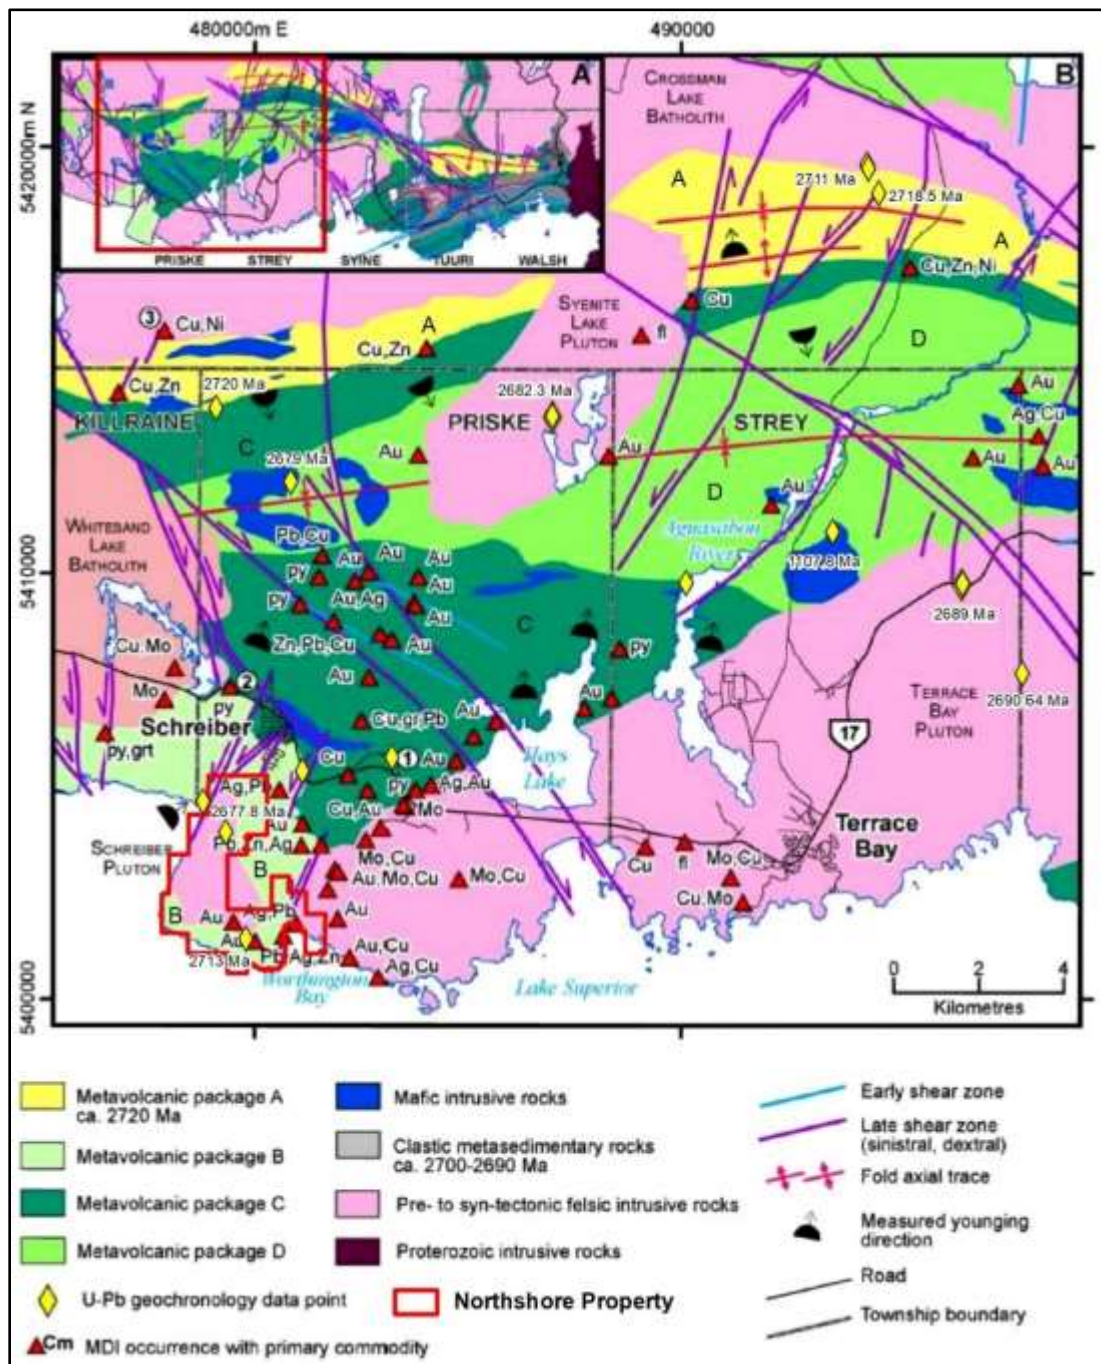 480000m E
490000
5420000m N
5410000
5400000
A
B
PRISKE
STREY
SYINE
TUURI
WALSH
CROSSMAN
LAKE
BATHOLITH
A
2711 Ma
2718.5 Ma
A
Cu,Zn,Ni
Cu
SYENITE
LAKE
PLUTON
fl
D
3
Cu,Ni
A
Cu,Zn
Cu,Zn
2720 Ma
KILLRAINE
C
2682.3 Ma
PRISKE
STREY
Au
Ag,Cu
Au
Au
Au
Au
2679 Ma
D
Au
WHITESAND
LAKE
BATHOLITH
Aguasabon
River
1107.8 Ma
2689 Ma
Pb,Cu
Au
Au
Au
py
Au
py
Au,Ag
Au
C
Zn,Pb,Cu
Au
py
Cu,Mo
Au
Mo
2
py
Schreiber
Cu,gr,Pb
Au
Au
TERRACE
BAY
PLUTON
2690.64 Ma
17
py,grt
Cu
1
Au
Hays
Lake
Ag,Au
py
Cu,Au
Mo
2677.8 Ma
Au
Pb,Zn,Ag
SCHREIBER
PLUTON
B
Mo,Cu
Au,Mo,Cu
Mo,Cu
Cu
fl
Mo,Cu
Terrace
Bay
Cu,Mo
B
Au
Ag,Pb
Au
Au
Au,Cu
2713 Ma
Pb,Ag,Zn
Ag,Cu
Worthington
Bay
Lake Superior
0 2 4
Kilometres
Metavolcanic package A
ca. 2720 Ma
Metavolcanic package B
Metavolcanic package C
Metavolcanic package D
U-Pb geochronology data point
Cm MDI occurrence with primary commodity
Mafic intrusive rocks
Clastic metasedimentary rocks
ca. 2700-2690 Ma
Pre- to syn-tectonic felsic intrusive rocks
Proterozoic intrusive rocks
Northshore Property
Early shear zone
Late shear zone
(sinistral, dextral)
Fold axial trace
Measured younging
direction
Road
Township boundary